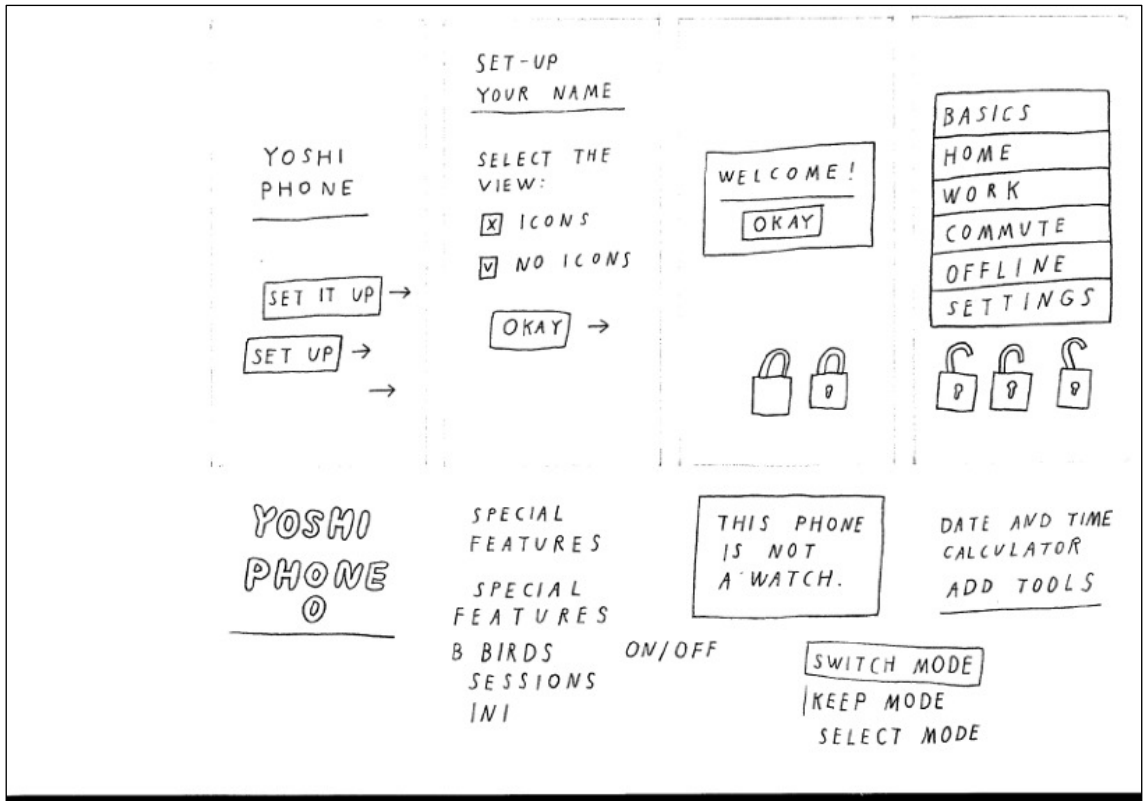 YOSHI
PHONE
SET IT UP →
SET UP →
→
SET-UP
YOUR NAME
SELECT THE
VIEW:
X ICONS
V NO ICONS
OKAY →
WELCOME!
OKAY
BASICS
HOME
WORK
COMMUTE
OFFLINE
SETTINGS
YOSHI
PHONE
O
SPECIAL
FEATURES
SPECIAL
FEATURES
B BIRDS ON/OFF
SESSIONS
INI
THIS PHONE
IS NOT
A WATCH.
DATE AND TIME
CALCULATOR
ADD TOOLS
SWITCH MODE
KEEP MODE
SELECT MODE